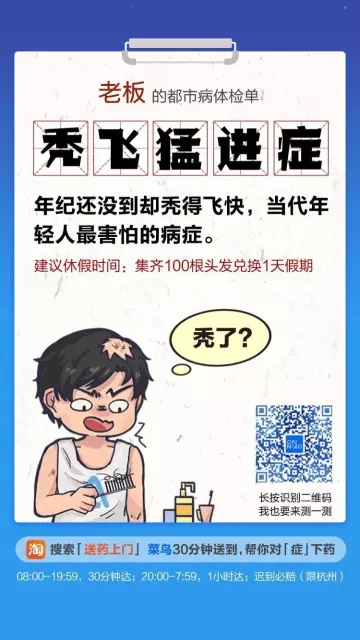 老板 的都市病体检单
秃飞猛进症
年纪还没到却秃得飞快，当代年
轻人最害怕的病症。
建议休假时间：集齐100根头发兑换1天假期
秃了？
长按识别二维码
我也要来测一测
淘 搜索「送药上门」 菜鸟30分钟送到，帮你对「症」下药
08:00-19:59，30分钟达；20:00-7:59，1小时达；迟到必赔（限杭州）